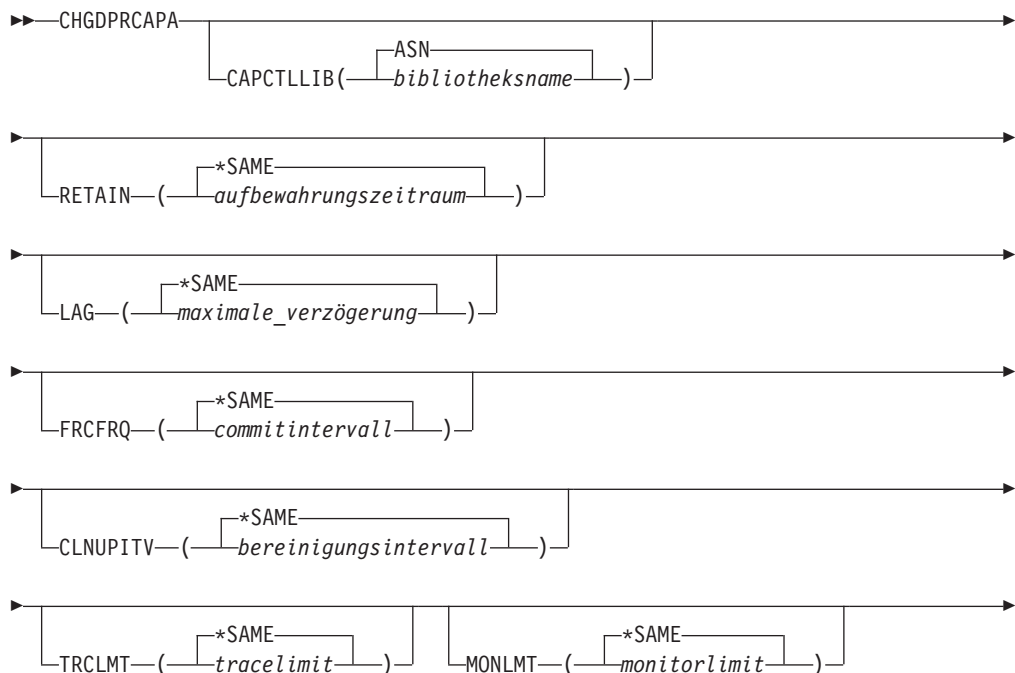 CHGDPRCAPA
ASN
CAPCTLLIB( bibliotheksname )
*SAME
RETAIN ( aufbewahrungszeitraum )
*SAME
LAG ( maximale_verzögerung )
*SAME
FRCFRQ ( commitintervall )
*SAME
CLNUPITV ( bereinigungsintervall )
*SAME *SAME
TRCLMT ( tracelimit ) MONLMT ( monitorlimit )